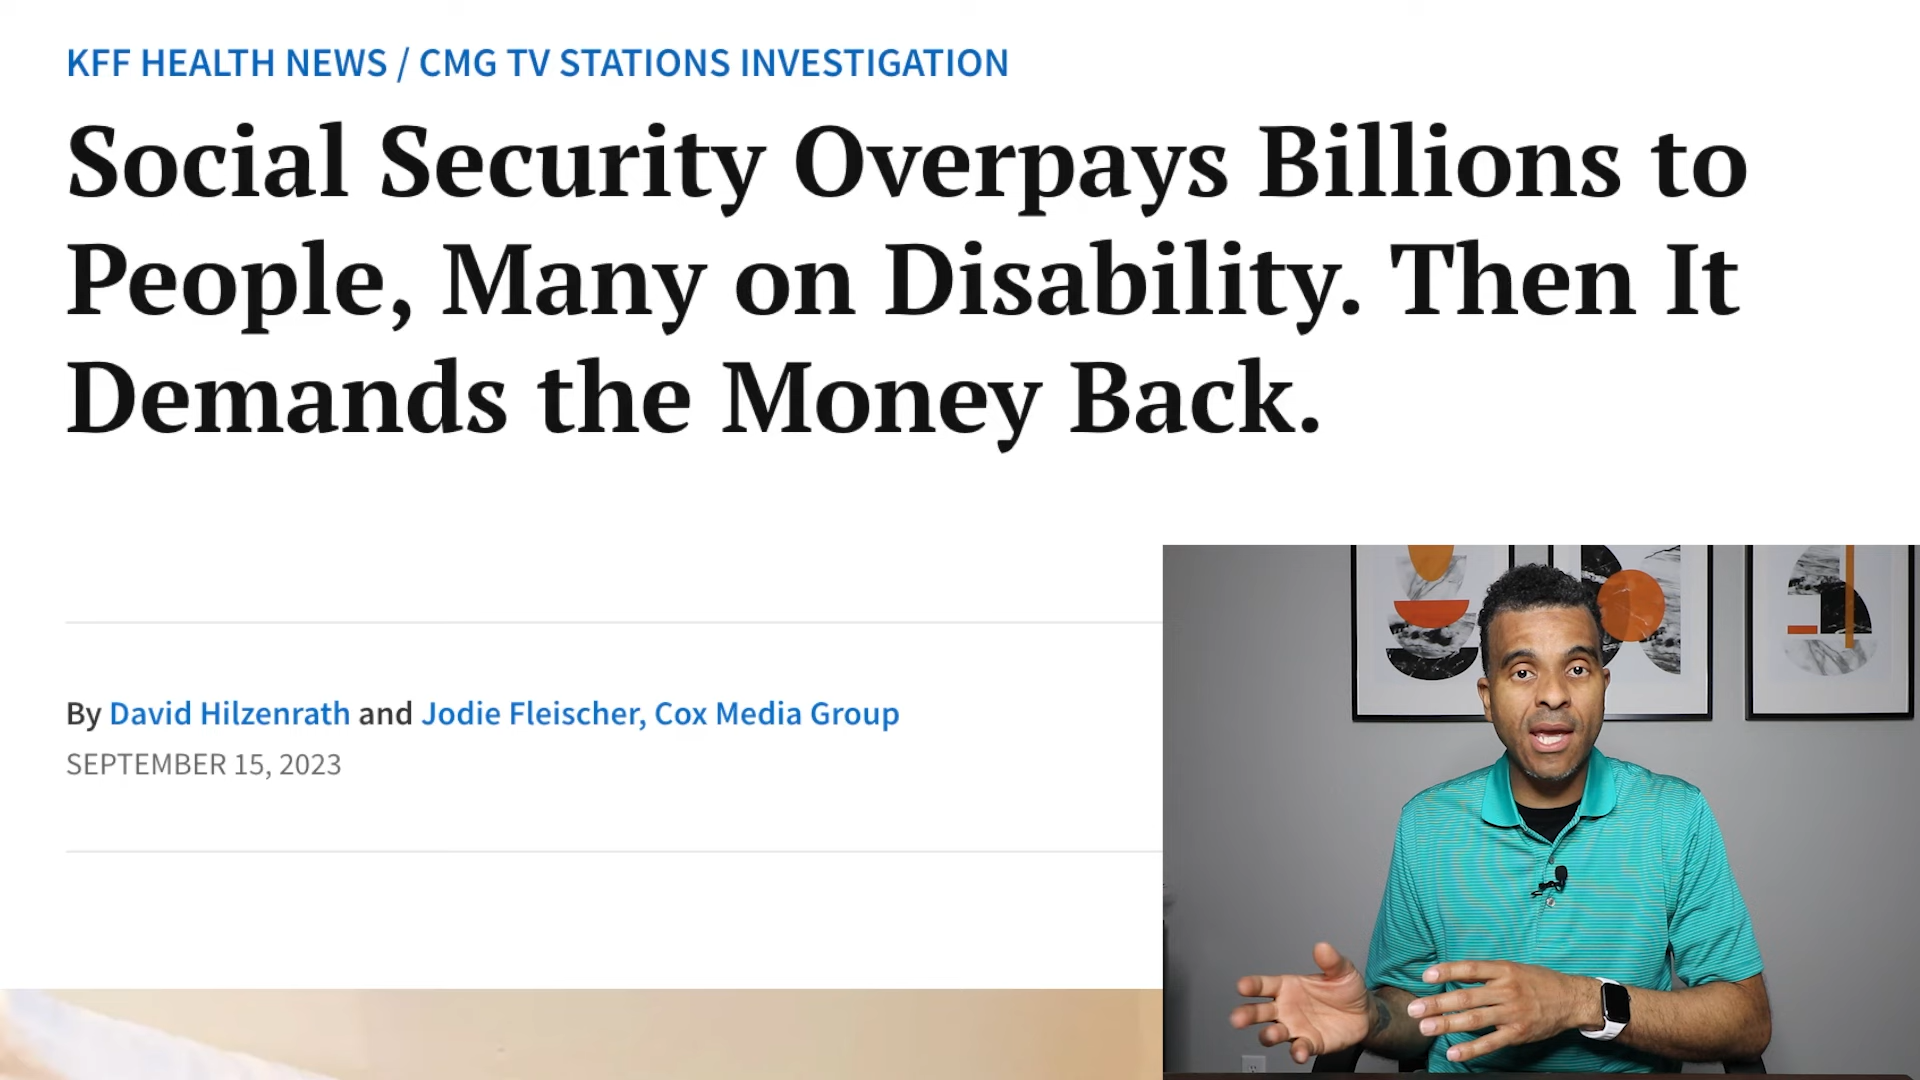 KFF HEALTH NEWS / CMG TV STATIONS INVESTIGATION
Social Security Overpays Billions to
People, Many on Disability. Then It
Demands the Money Back.
By David Hilzenrath and Jodie Fleischer, Cox Media Group
SEPTEMBER 15, 2023